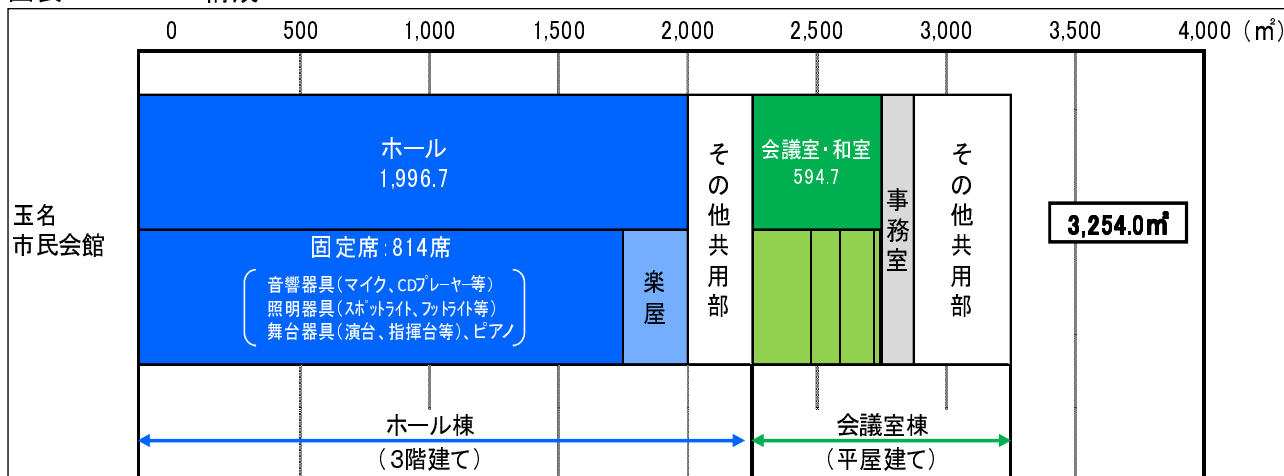 0 500 1,000 1,500 2,000 2,500 3,000 3,500 4,000 (㎡)
玉名
市民会館
ホール
1,996.7
固定席:814席
音響器具(マイク、CDプレーヤー等)
照明器具(スポットライト、フットライト等)
舞台器具(演台、指揮台等)、ピアノ
楽屋
その他共用部
会議室・和室
594.7
事務室
その他共用部
3,254.0㎡
ホール棟
(3階建て)
会議室棟
(平屋建て)